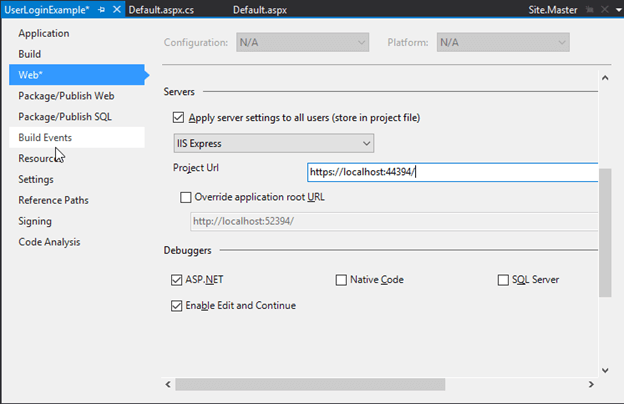 UserLoginExample* Default.aspx.cs Default.aspx Site.Master
Application
Build
Web*
Package/Publish Web
Package/Publish SQL
Build Events
Resources
Settings
Reference Paths
Signing
Code Analysis
Configuration: N/A Platform: N/A
Servers
Apply server settings to all users (store in project file)
IIS Express
Project Url https://localhost:44394/
Override application root URL
http://localhost:52394/
Debuggers
ASP.NET Native Code SQL Server
Enable Edit and Continue